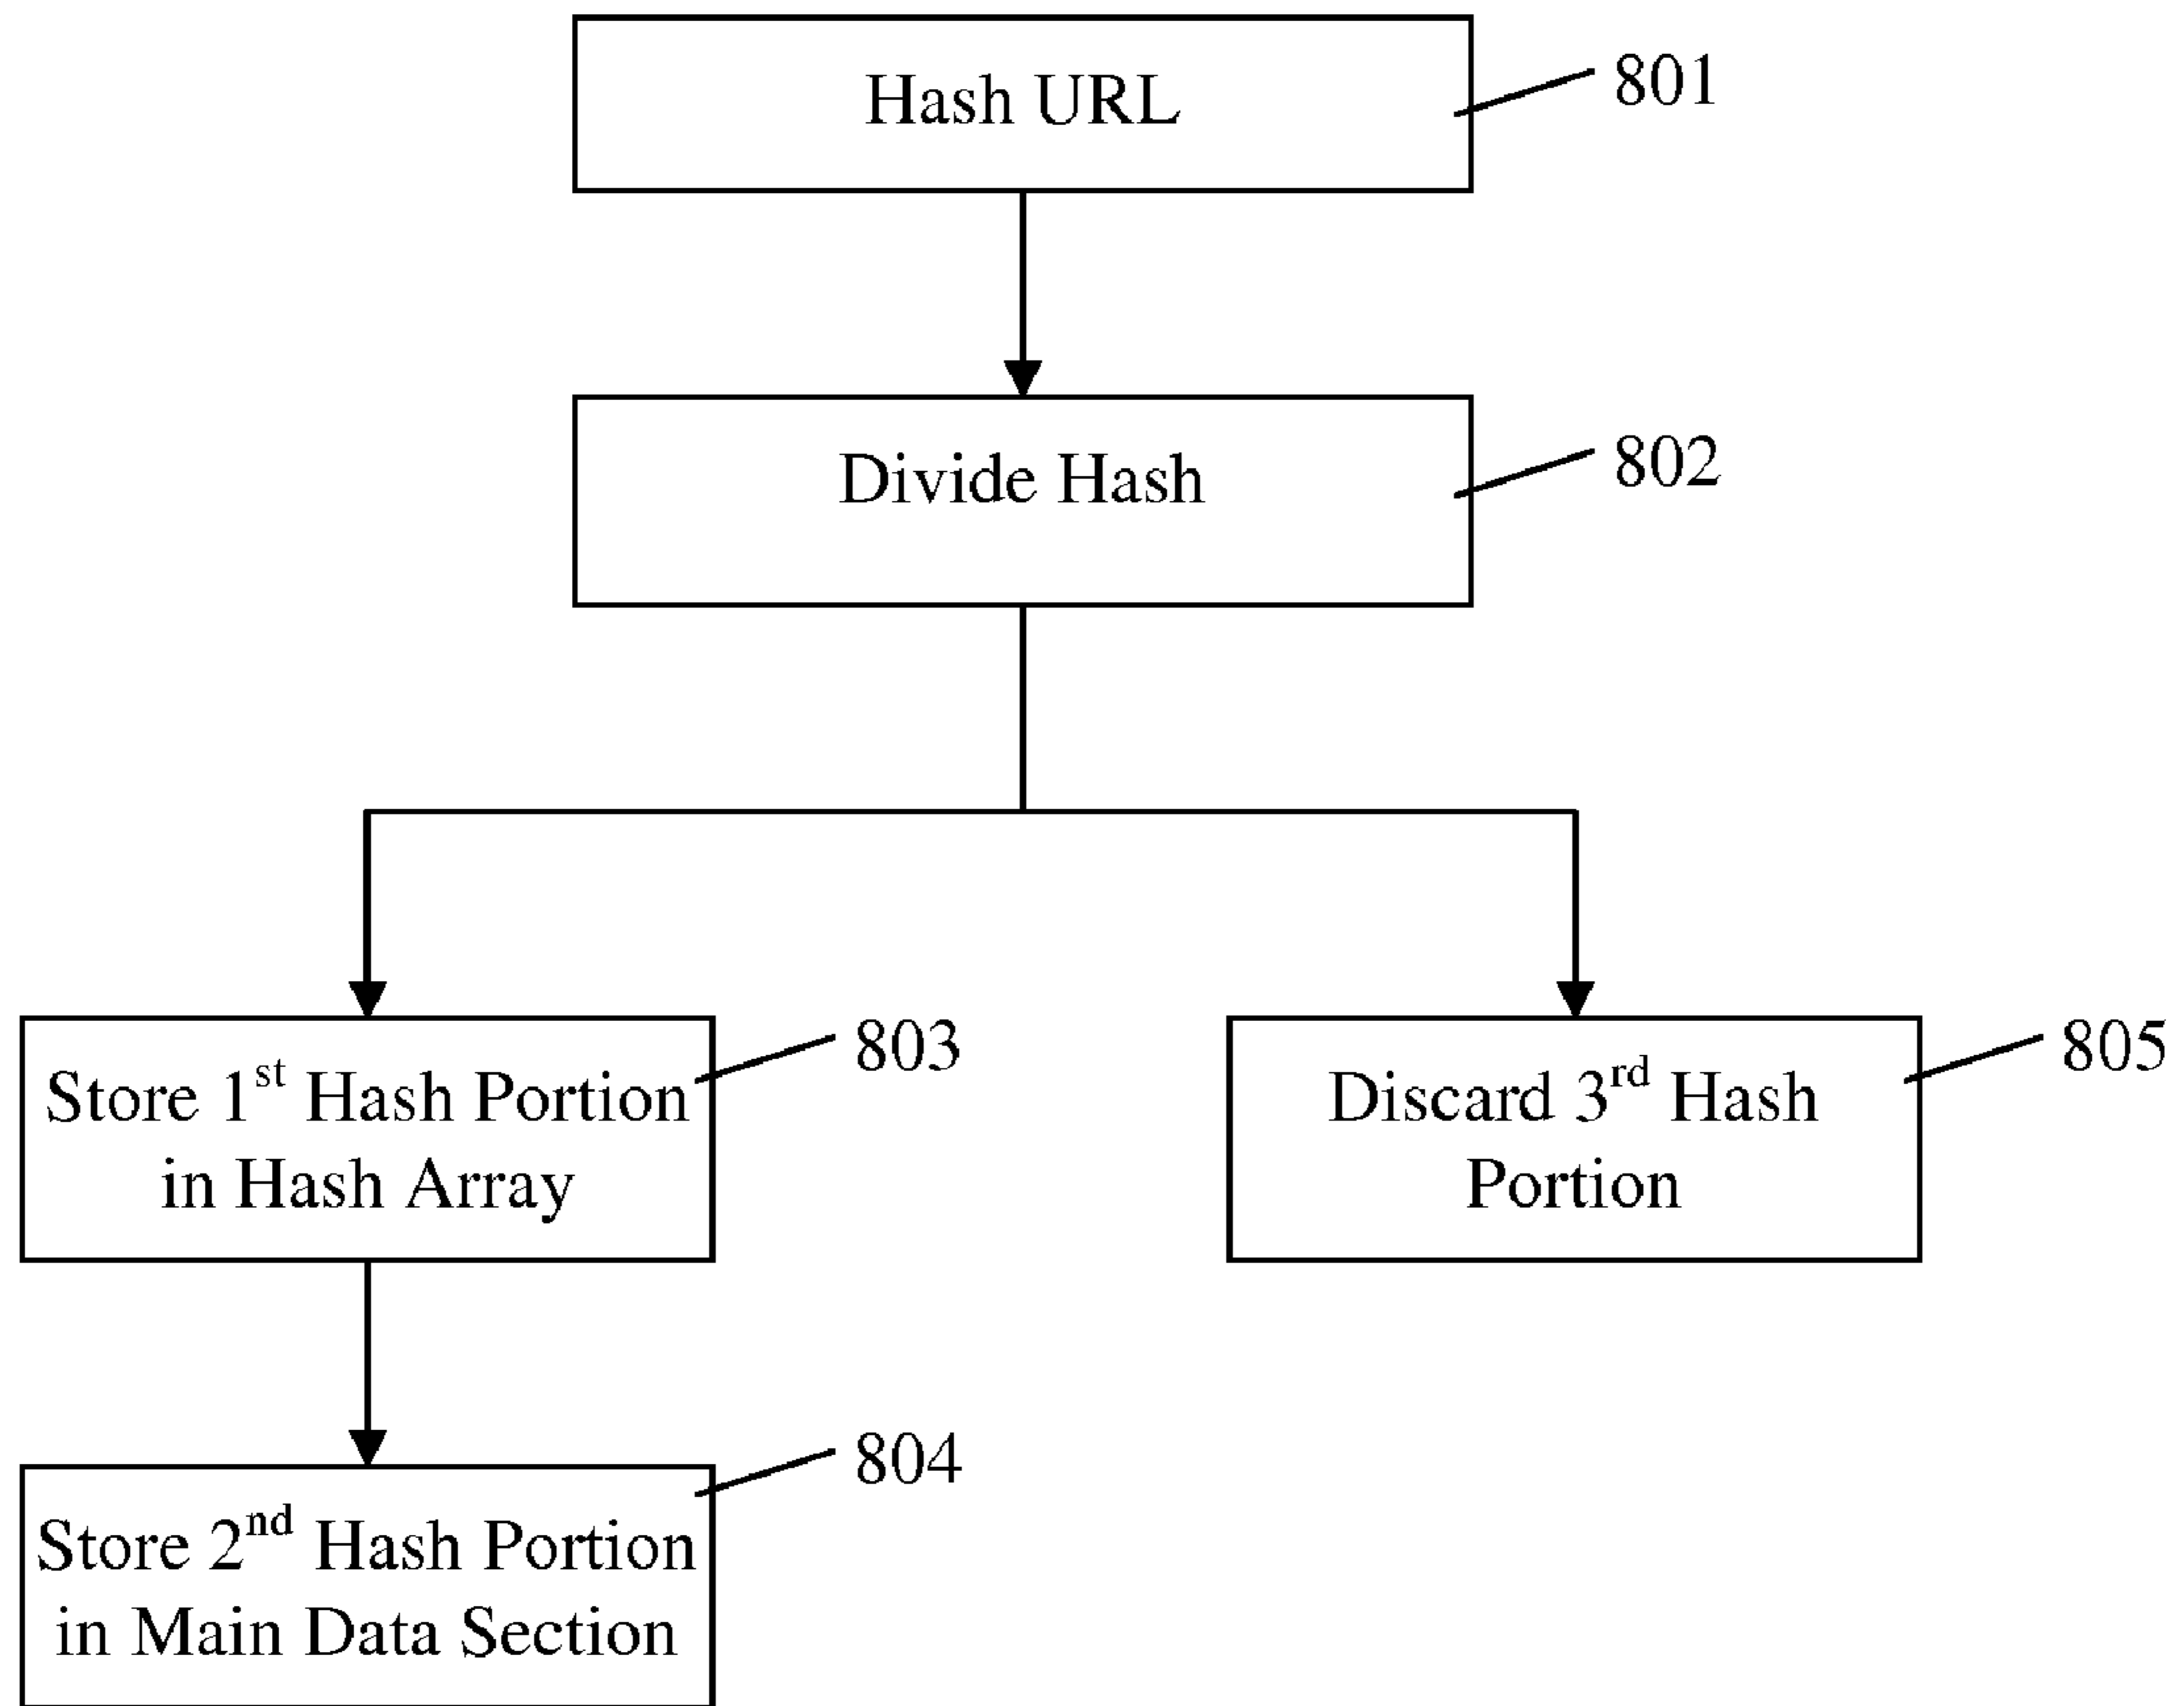 Hash URL
801
Divide Hash
802
Store 1st Hash Portion
in Hash Array
803
Discard 3rd Hash
Portion
805
Store 2nd Hash Portion
in Main Data Section
804